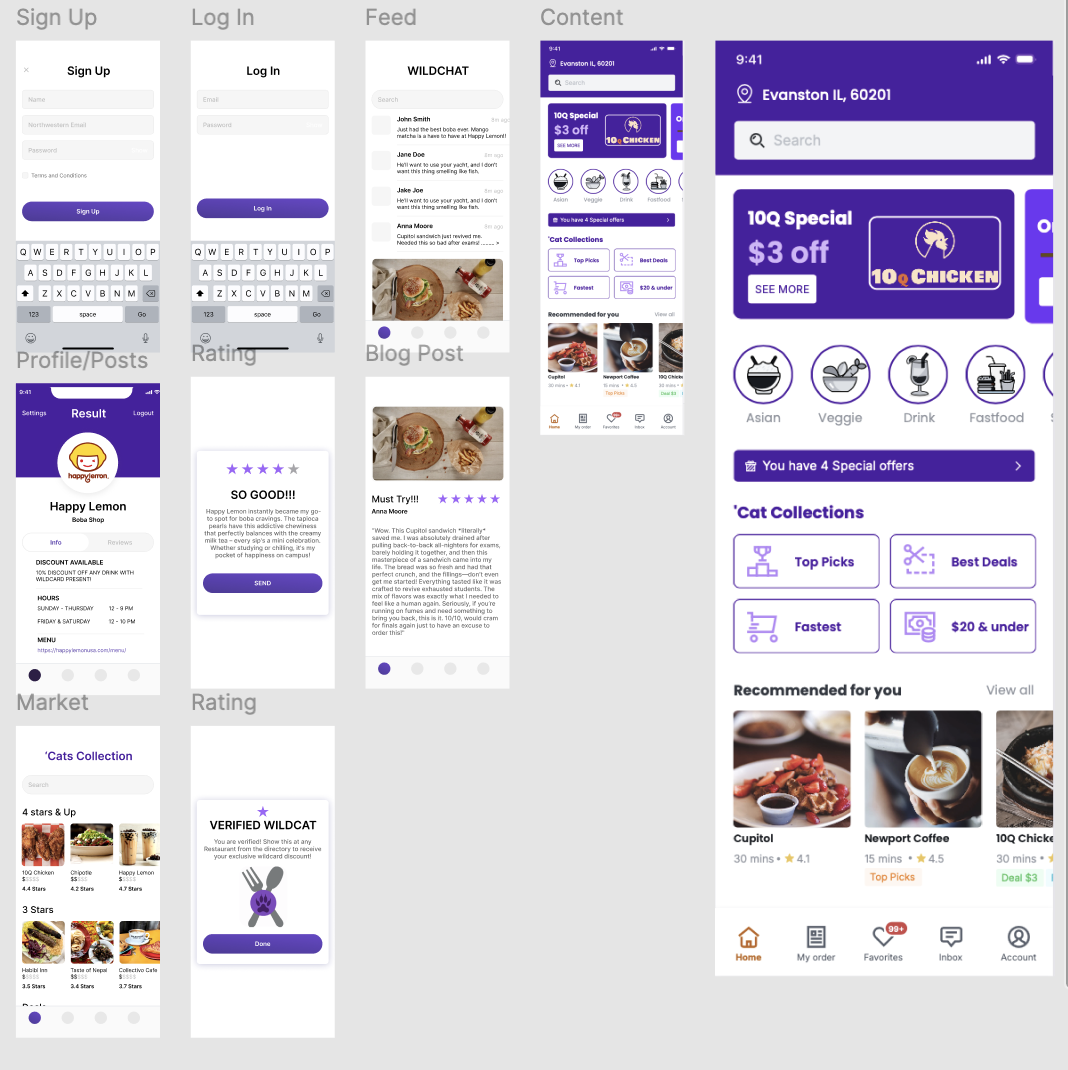 Sign Up
Log In
Feed
Content
Sign Up
Name
Northwestern Email
Password
Terms and Conditions
Sign Up
Q W E R T Y U I O P
A S D F G H J K L
Z X C V B N M
123 space Go
Log In
Email
Password
Log In
Q W E R T Y U I O P
A S D F G H J K L
Z X C V B N M
123 space Go
WILDCHAT
Search
John Smith 8m ago
Just had the best boba ever. Mango
matcha is a have to have at Happy Lemon!!
Jane Doe 8m ago
He'll want to use your yacht, and I don't
want this thing smelling like fish.
Jake Joe 8m ago
He'll want to use your yacht, and I don't
want this thing smelling like fish.
Anna Moore 8m ago
Cupitol sandwich just revived me.
Needed this so bad after exams! ......... >
9:41
Evanston IL, 60201
Search
10Q Special
$3 off
SEE MORE
10Q CHICKEN
Asian Veggie Drink Fastfood
You have 4 Special offers
'Cat Collections
Top Picks Best Deals
Fastest $20 & under
Recommended for you View all
Cupitol Newport Coffee 10Q Chicke
30 mins • 4.1 15 mins • 4.5 30 mins •
Top Picks Deal $3
Home My order Favorites 99+ Inbox Account
9:41
Evanston IL, 60201
Search
10Q Special
$3 off
SEE MORE
10Q CHICKEN
Asian Veggie Drink Fastfood
You have 4 Special offers
'Cat Collections
Top Picks Best Deals
Fastest $20 & under
Recommended for you View all
Cupitol Newport Coffee 10Q Chicke
30 mins • 4.1 15 mins • 4.5 30 mins •
Top Picks Deal $3
99+
Home My order Favorites Inbox Account
Profile/Posts
Rating
Blog Post
9:41
Settings Result Logout
happylemon
Happy Lemon
Boba Shop
Info Reviews
DISCOUNT AVAILABLE
10% DISCOUNT OFF ANY DRINK WITH
WILDCARD PRESENT!
HOURS
SUNDAY - THURSDAY 12 - 9 PM
FRIDAY & SATURDAY 12 - 10 PM
MENU
https://happylemonusa.com/menu/
SO GOOD!!!
Happy Lemon instantly became my go-
to spot for boba cravings. The tapioca
pearls have this addictive chewiness
that perfectly balances with the creamy
milk tea – every sip's a mini celebration.
Whether studying or chilling, it's my
pocket of happiness on campus!
SEND
Must Try!!!
Anna Moore
"Wow. This Cupitol sandwich *literally*
saved me. I was absolutely drained after
pulling back-to-back all-nighters for exams,
barely holding it together, and then this
masterpiece of a sandwich came into my
life. The bread was so fresh and had that
perfect crunch, and the fillings—don't even
get me started! Everything tasted like it was
crafted to revive exhausted students. The
mix of flavors was exactly what I needed to
feel like a human again. Seriously, if you're
running on fumes and need something to
bring you back, this is it. 10/10, would cram
for finals again just to have an excuse to
order this!"
Market
Rating
'Cats Collection
Search
4 stars & Up
10Q Chicken Chipotle Happy Lemon
$$$$$ $$$$$ $$$$$
4.4 Stars 4.2 Stars 4.7 Stars
3 Stars
Habibi Inn Taste of Nepal Collectivo Cafe
$$$$$ $$$$$ $$$$$
3.5 Stars 3.4 Stars 3.7 Stars
VERIFIED WILDCAT
You are verified! Show this at any
Restaurant from the directory to receive
your exclusive wildcard discount!
Done